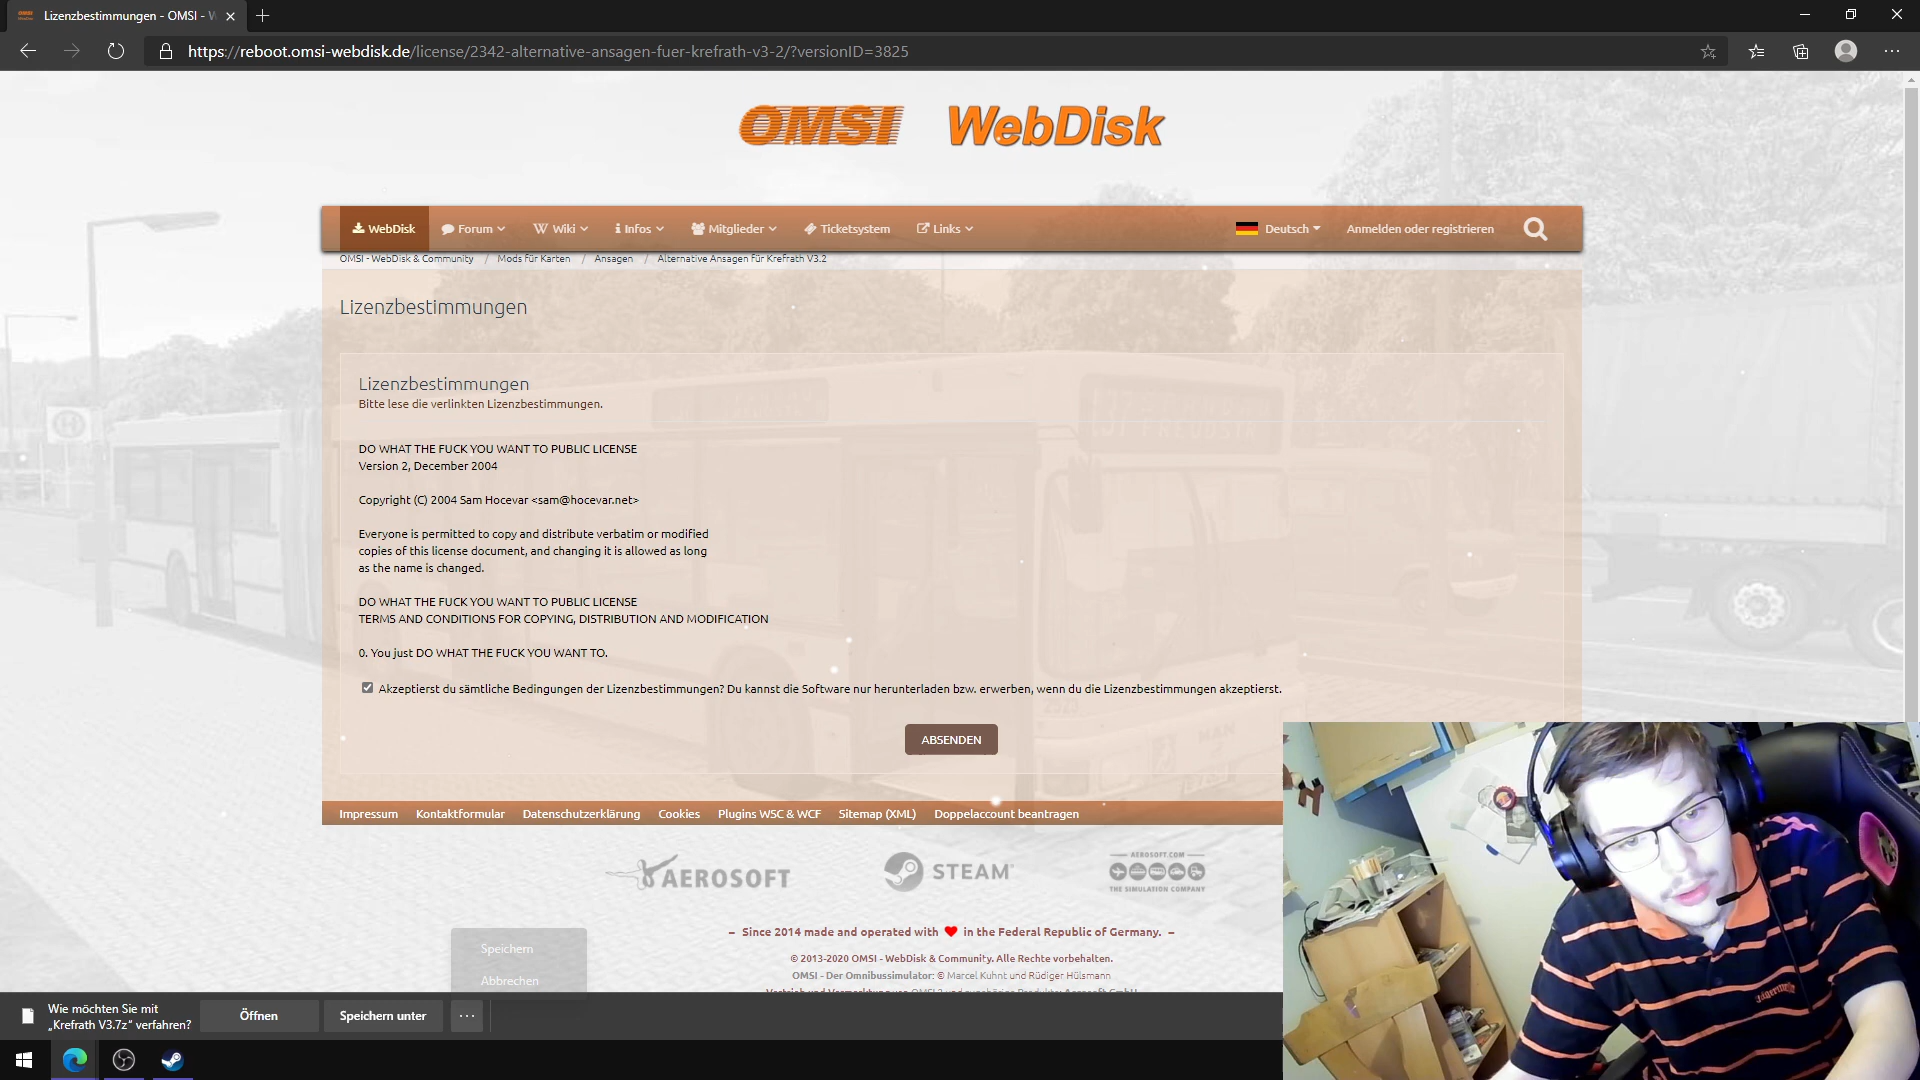 Lizenzbestimmungen - OMSI - W
https://reboot.omsi-webdisk.de/license/2342-alternative-ansagen-fuer-krefrath-v3-2/?versionID=3825
OMSI WebDisk
WebDisk Forum Wiki Infos Mitglieder Ticketsystem Links Deutsch Anmelden oder registrieren
OMSI - WebDisk & Community / Mods für Karten / Ansagen / Alternative Ansagen für Krefrath V3.2
Lizenzbestimmungen
Lizenzbestimmungen
Bitte lese die verlinkten Lizenzbestimmungen.
DO WHAT THE FUCK YOU WANT TO PUBLIC LICENSE
Version 2, December 2004
Copyright (C) 2004 Sam Hocevar <sam@hocevar.net>
Everyone is permitted to copy and distribute verbatim or modified
copies of this license document, and changing it is allowed as long
as the name is changed.
DO WHAT THE FUCK YOU WANT TO PUBLIC LICENSE
TERMS AND CONDITIONS FOR COPYING, DISTRIBUTION AND MODIFICATION
0. You just DO WHAT THE FUCK YOU WANT TO.
Akzeptierst du sämtliche Bedingungen der Lizenzbestimmungen? Du kannst die Software nur herunterladen bzw. erwerben, wenn du die Lizenzbestimmungen akzeptierst.
ABSENDEN
Impressum Kontaktformular Datenschutzerklärung Cookies Plugins WSC & WCF Sitemap (XML) Doppelaccount beantragen
AEROSOFT STEAM AEROSOFT.COM
THE SIMULATION COMPANY
– Since 2014 made and operated with ❤ in the Federal Republic of Germany. –
© 2013-2020 OMSI - WebDisk & Community. Alle Rechte vorbehalten.
OMSI - Der Omnibussimulator: © Marcel Kuhnt und Rüdiger Hülsmann
Speichern
Abbrechen
Wie möchten Sie mit
„Krefrath V3.7z“ verfahren?
Öffnen Speichern unter ...
Jägermeister